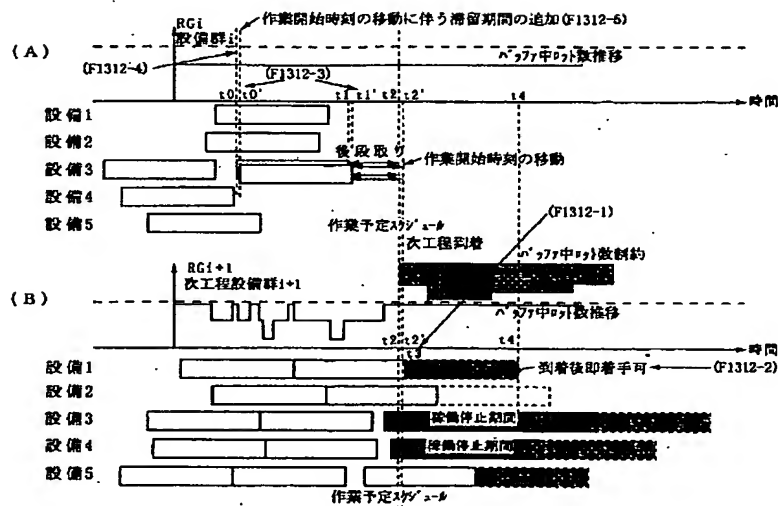 RGi
設備群i
作業開始時刻の移動に伴う滞留期間の追加(F1312-5)
(A)
バッファ中ロット数推移
(F1312-4)
(F1312-3)
t0 t0' t1 t1' t2 t2' t4
時間
設備1
設備2
後段取り
設備3
作業開始時刻の移動
設備4
設備5
作業予定スケジュール
(F1312-1)
次工程到着
RGi+1
次工程設備群i+1
バッファ中ロット数制約
(B)
バッファ中ロット数推移
t2 t2' t3 t4
時間
設備1
到着後即着手可
(F1312-2)
設備2
設備3
稼働停止期間
設備4
稼働停止期間
設備5
作業予定スケジュール